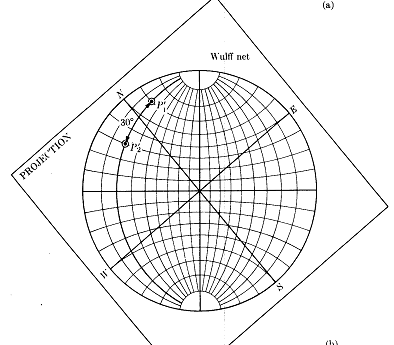 (a)
Wulff net
N
P'1
E
30°
P'2
PROJECTION
W
S
(b)